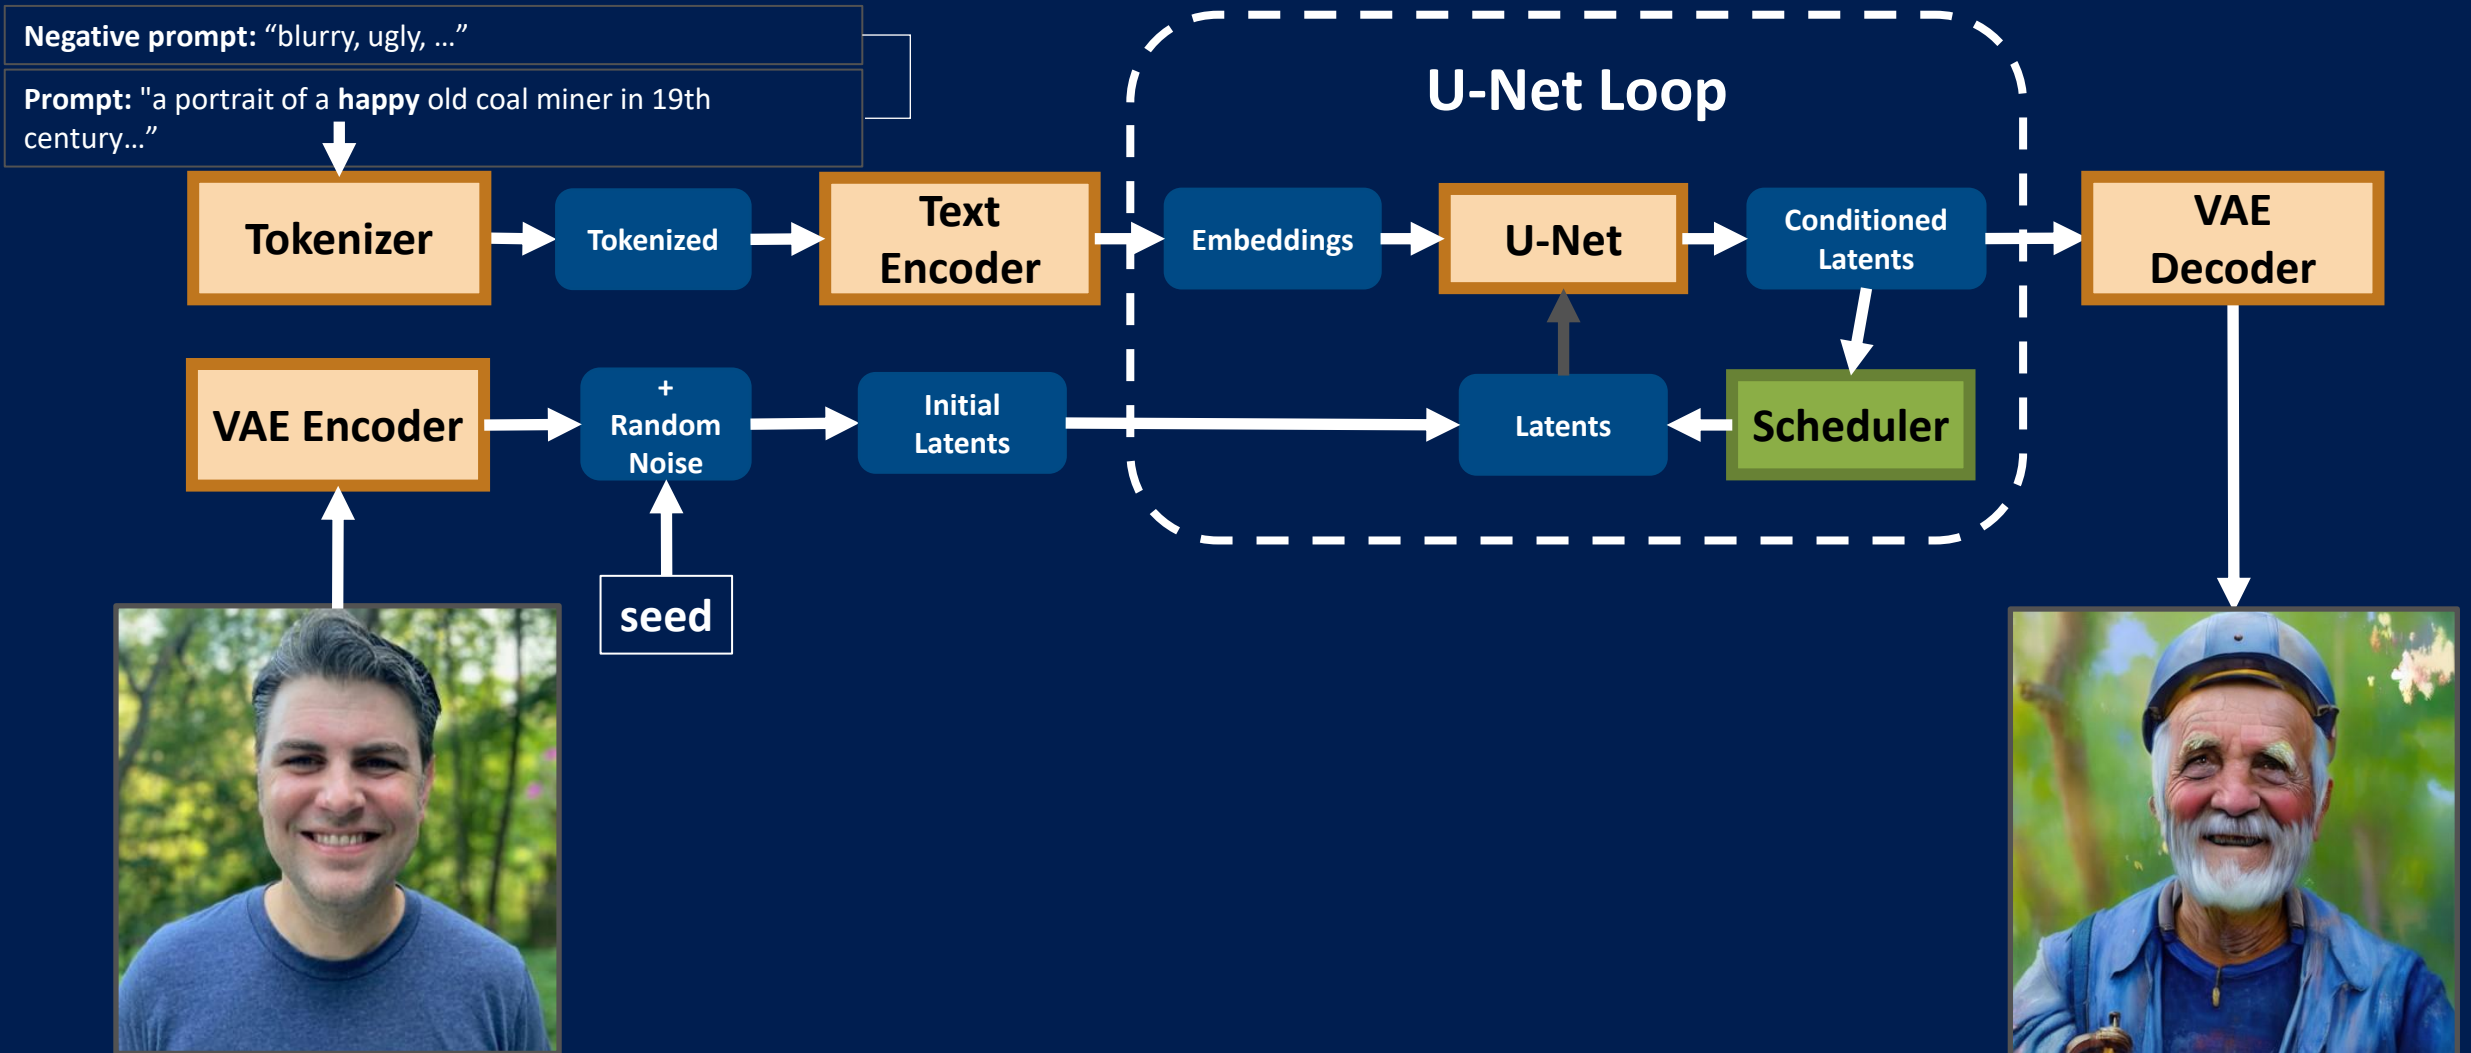 Negative prompt: “blurry, ugly, …”
Prompt: "a portrait of a happy old coal miner in 19th
century…”
U-Net Loop
Tokenizer
Tokenized
Text
Encoder
Embeddings
U-Net
Conditioned
Latents
VAE
Decoder
VAE Encoder
+
Random
Noise
Initial
Latents
Latents
Scheduler
seed